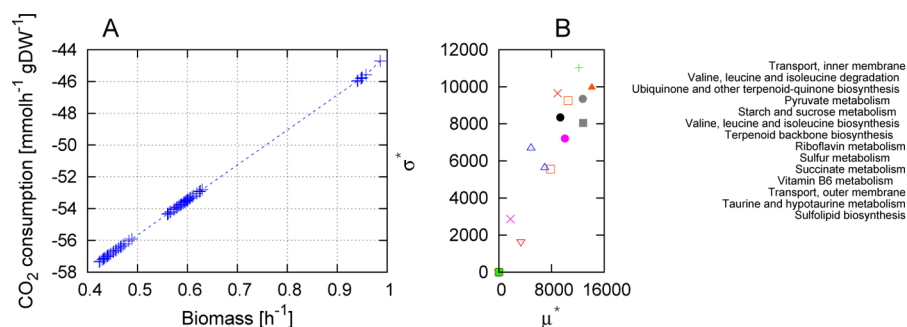 A
CO2 consumption [mmolh-1 gDW-1]
-44
-46
-48
-50
-52
-54
-56
-58
0.4
0.5
0.6
0.7
0.8
0.9
1
Biomass [h-1]
B
σ*
12000
10000
8000
6000
4000
2000
0
0
8000
16000
μ*
Transport, inner membrane
Valine, leucine and isoleucine degradation
Ubiquinone and other terpenoid-quinone biosynthesis
Pyruvate metabolism
Starch and sucrose metabolism
Valine, leucine and isoleucine biosynthesis
Terpenoid backbone biosynthesis
Riboflavin metabolism
Sulfur metabolism
Succinate metabolism
Vitamin B6 metabolism
Transport, outer membrane
Taurine and hypotaurine metabolism
Sulfolipid biosynthesis